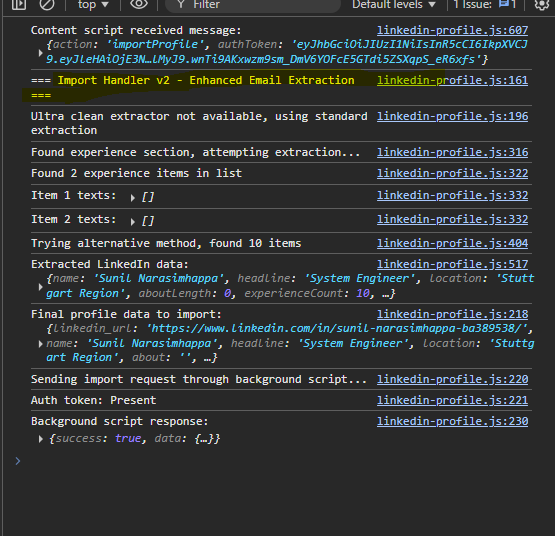 top
Filter
Default levels
1 Issue:
1
Content script received message:
linkedin-profile.js:607
{action: 'importProfile', authToken: 'eyJhbGciOiJIUzI1NiIsInR5cCI6IkpXVCJ
9.eyJleHAiOjE3N…lMyJ9.wnTi9AKxwzm9sm_DmV6YOFcE5GTdi5ZSXqpS_eR6xfs'}
=== Import Handler v2 - Enhanced Email Extraction
linkedin-profile.js:161
===
Ultra clean extractor not available, using standard
linkedin-profile.js:196
extraction
Found experience section, attempting extraction...
linkedin-profile.js:316
Found 2 experience items in list
linkedin-profile.js:322
Item 1 texts: []
linkedin-profile.js:332
Item 2 texts: []
linkedin-profile.js:332
Trying alternative method, found 10 items
linkedin-profile.js:404
Extracted LinkedIn data:
linkedin-profile.js:517
{name: 'Sunil Narasimhappa', headline: 'System Engineer', location: 'Stutt
gart Region', aboutLength: 0, experienceCount: 10, …}
Final profile data to import:
linkedin-profile.js:218
{linkedin_url: 'https://www.linkedin.com/in/sunil-narasimhappa-ba389538/',
name: 'Sunil Narasimhappa', headline: 'System Engineer', location: 'Stuttg
art Region', about: '', …}
Sending import request through background script...
linkedin-profile.js:220
Auth token: Present
linkedin-profile.js:221
Background script response:
linkedin-profile.js:230
{success: true, data: {…}}